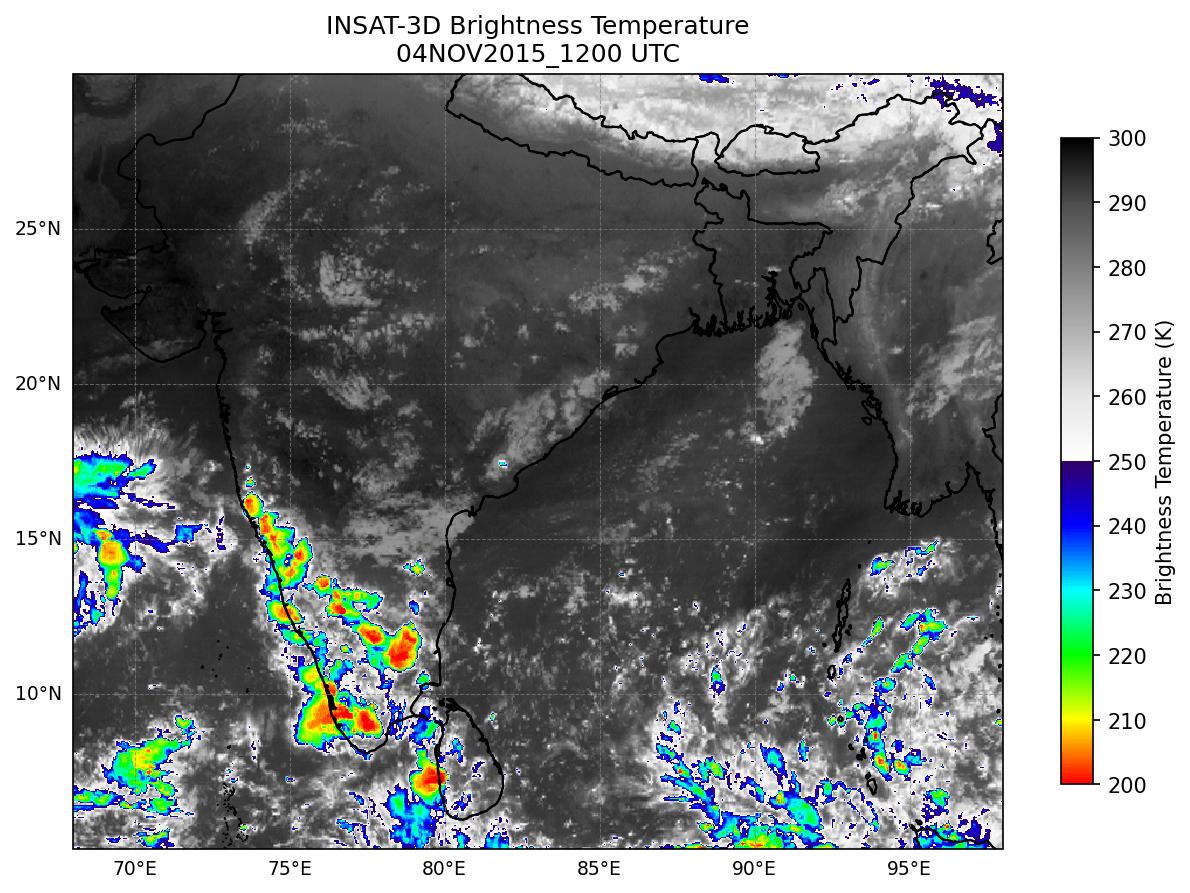 INSAT-3D Brightness Temperature
04NOV2015_1200 UTC
25°N
20°N
15°N
10°N
70°E
75°E
80°E
85°E
90°E
95°E
300
290
280
270
260
250
240
230
220
210
200
Brightness Temperature (K)